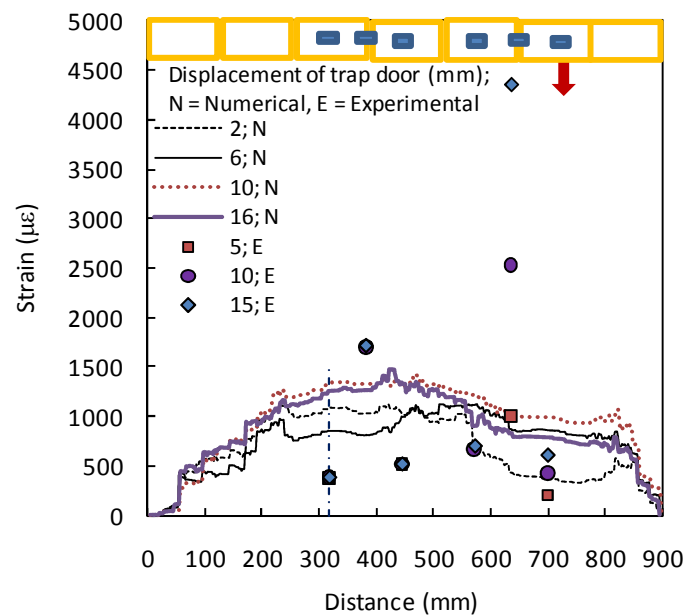 5000
4500
4000
3500
3000
2500
2000
1500
1000
500
0
Strain (με)
Displacement of trap door (mm);
N = Numerical, E = Experimental
2; N
6; N
10; N
16; N
5; E
10; E
15; E
0 100 200 300 400 500 600 700 800 900
Distance (mm)